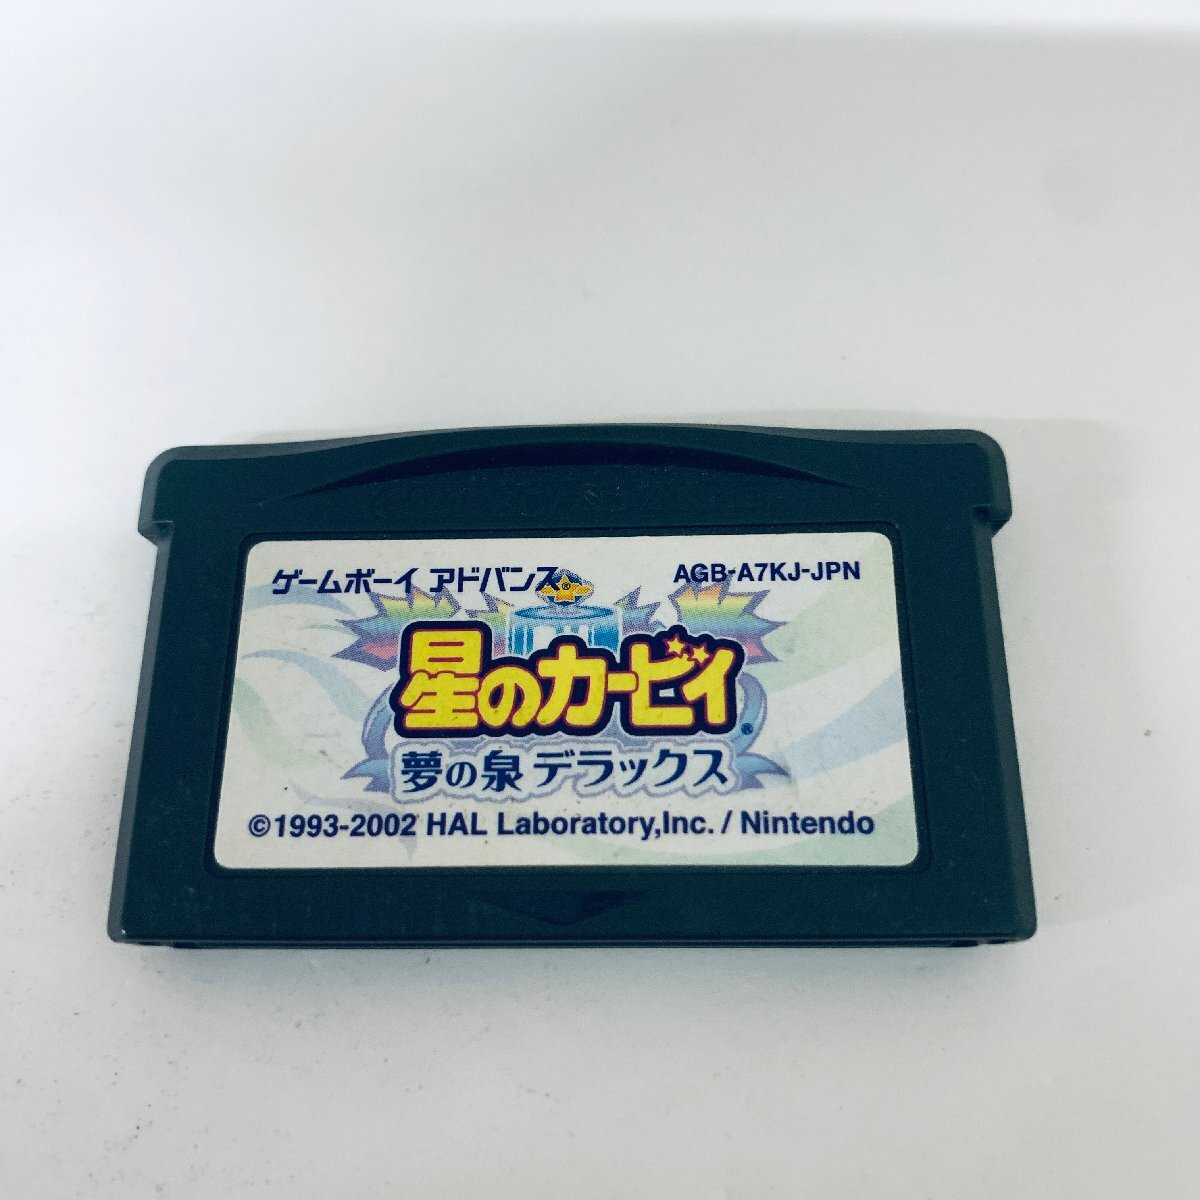 ゲームボーイ アドバンス
AGB-A7KJ-JPN
星のカービィ®
夢の泉 デラックス
©1993-2002 HAL Laboratory,Inc. / Nintendo